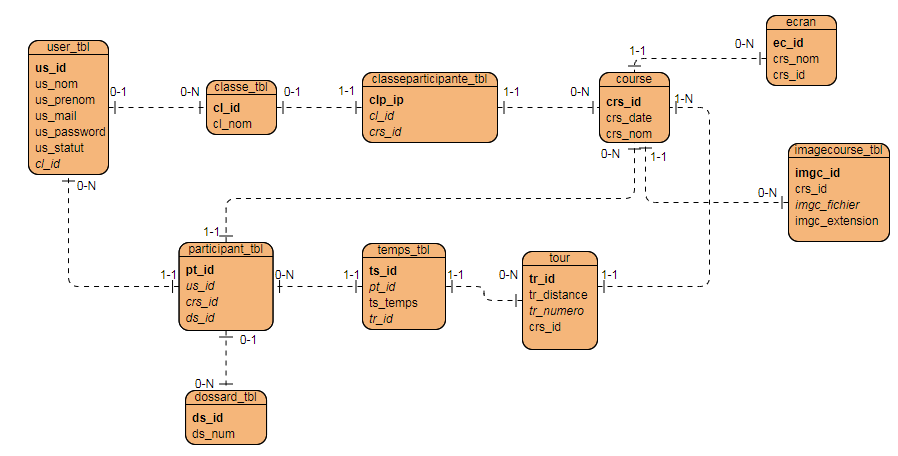 user_tbl
us_id
us_nom
us_prenom
us_mail
us_password
us_statut
cl_id
0-1
0-N
classe_tbl
cl_id
cl_nom
0-1
1-1
classeparticipante_tbl
clp_ip
cl_id
crs_id
1-1
0-N
course
crs_id
crs_date
crs_nom
1-1
0-N
ecran
ec_id
crs_nom
crs_id
1-N
0-N
1-1
0-N
imagecourse_tbl
imgc_id
crs_id
imgc_fichier
imgc_extension
0-N
1-1
1-1
participant_tbl
pt_id
us_id
crs_id
ds_id
0-N
1-1
temps_tbl
ts_id
pt_id
ts_temps
tr_id
1-1
0-N
tour
tr_id
tr_distance
tr_numero
crs_id
1-1
0-1
0-N
dossard_tbl
ds_id
ds_num